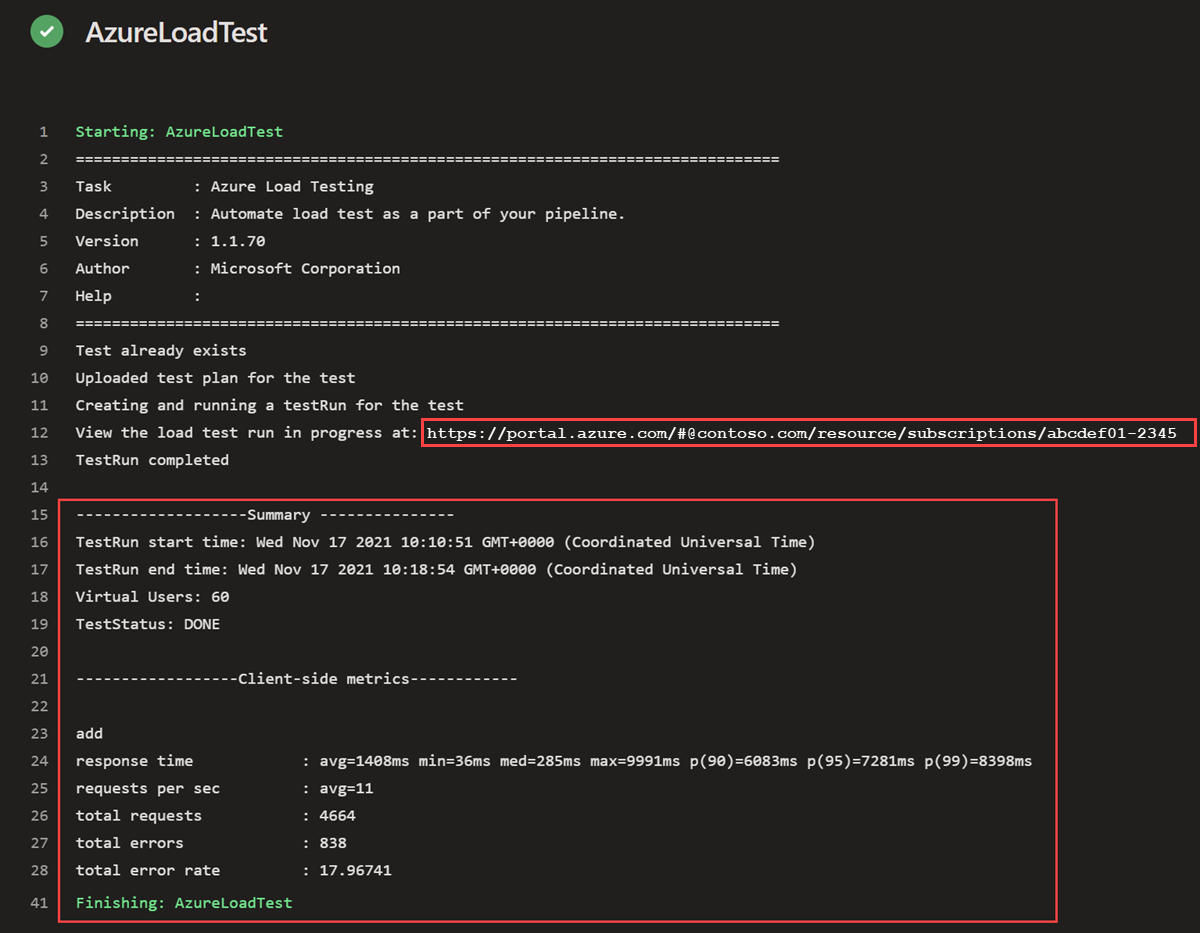 AzureLoadTest
1 Starting: AzureLoadTest
2 ==============================================================================
3 Task         : Azure Load Testing
4 Description  : Automate load test as a part of your pipeline.
5 Version      : 1.1.70
6 Author       : Microsoft Corporation
7 Help         :
8 ==============================================================================
9 Test already exists
10 Uploaded test plan for the test
11 Creating and running a testRun for the test
12 View the load test run in progress at: https://portal.azure.com/#@contoso.com/resource/subscriptions/abcdef01-2345
13 TestRun completed
14
15 -------------------Summary ---------------
16 TestRun start time: Wed Nov 17 2021 10:10:51 GMT+0000 (Coordinated Universal Time)
17 TestRun end time: Wed Nov 17 2021 10:18:54 GMT+0000 (Coordinated Universal Time)
18 Virtual Users: 60
19 TestStatus: DONE
20
21 ------------------Client-side metrics------------
22
23 add
24 response time            : avg=1408ms min=36ms med=285ms max=9991ms p(90)=6083ms p(95)=7281ms p(99)=8398ms
25 requests per sec         : avg=11
26 total requests           : 4664
27 total errors             : 838
28 total error rate         : 17.96741
41 Finishing: AzureLoadTest